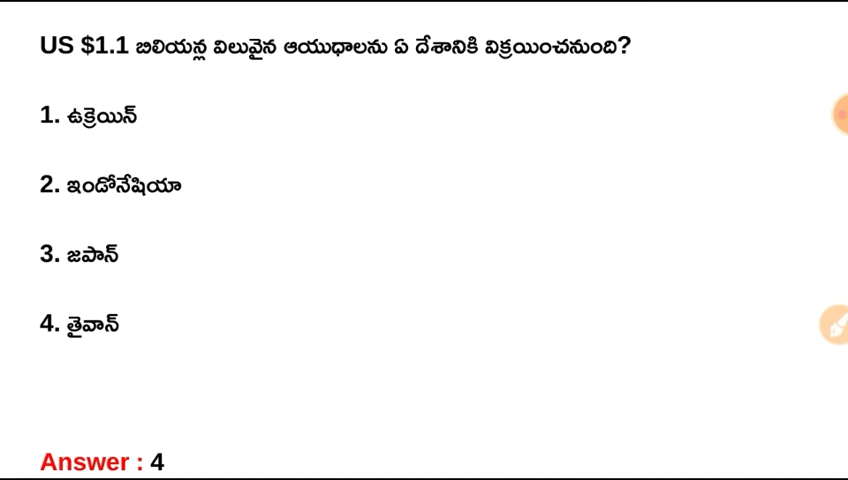 US $1.1 బిలియన్ల విలువైన ఆయుధాలను ఏ దేశానికి విక్రయించనుంది?
1. ఉక్రెయిన్
2. ఇండోనేషియా
3. జపాన్
4. తైవాన్
Answer : 4